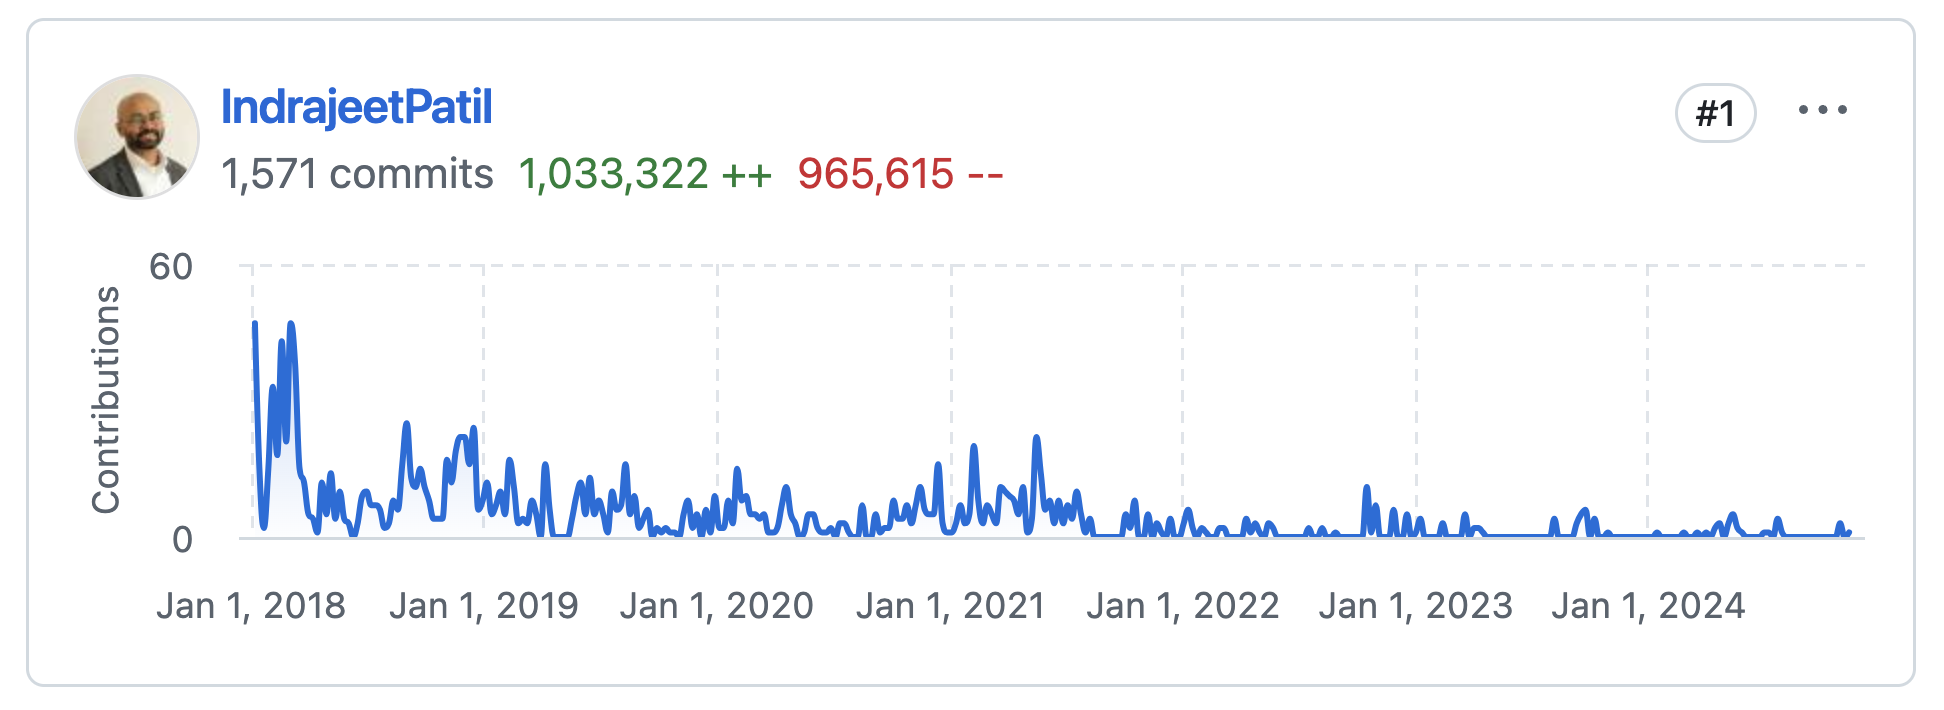 IndrajeetPatil
#1
1,571 commits 1,033,322 ++ 965,615 --
Contributions
60
0
Jan 1, 2018 Jan 1, 2019 Jan 1, 2020 Jan 1, 2021 Jan 1, 2022 Jan 1, 2023 Jan 1, 2024